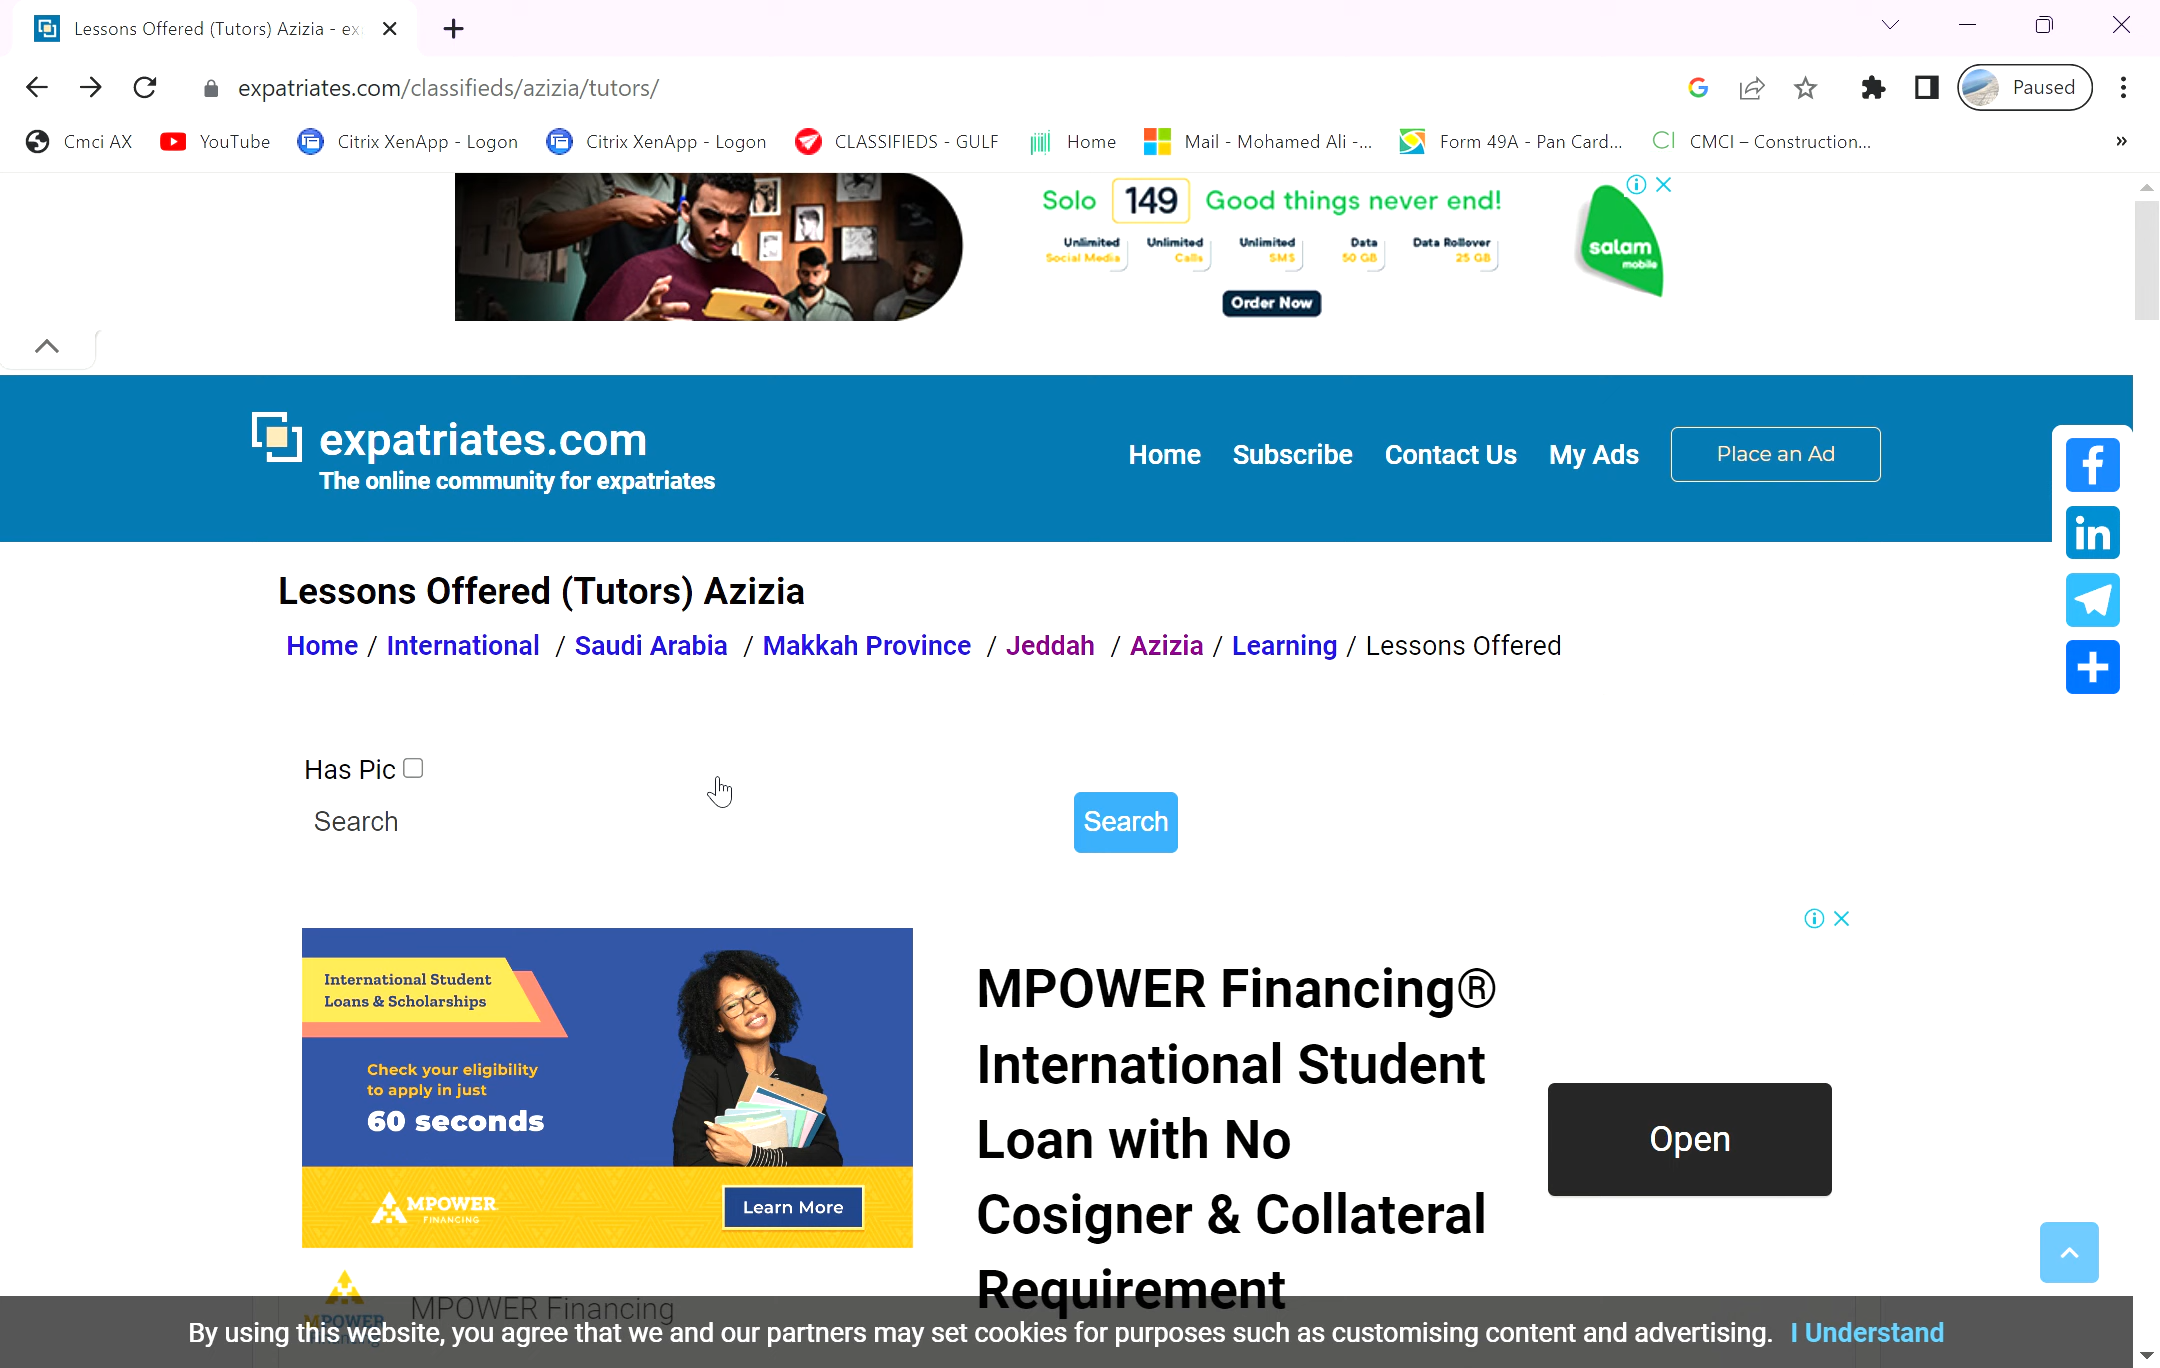 Lessons Offered (Tutors) Azizia - ex
expatriates.com/classifieds/azizia/tutors/
Paused
Cmci AX
YouTube
Citrix XenApp - Logon
Citrix XenApp - Logon
CLASSIFIEDS - GULF
Home
Mail - Mohamed Ali -...
Form 49A - Pan Card...
CMCI – Construction...
»
Solo 149 Good things never end!
Unlimited Social Media
Unlimited Calls
Unlimited SMS
Data 50 GB
Data Rollover 25 GB
Order Now
salam
mobile
expatriates.com
The online community for expatriates
Home
Subscribe
Contact Us
My Ads
Place an Ad
Lessons Offered (Tutors) Azizia
Home / International / Saudi Arabia / Makkah Province / Jeddah / Azizia / Learning / Lessons Offered
Has Pic
Search
Search
International Student
Loans & Scholarships
Check your eligibility
to apply in just
60 seconds
MPOWER
FINANCING
Learn More
MPOWER Financing®
International Student
Loan with No
Cosigner & Collateral
Requirement
Open
MPOWER Financing
MPOWER
By using this website, you agree that we and our partners may set cookies for purposes such as customising content and advertising. I Understand